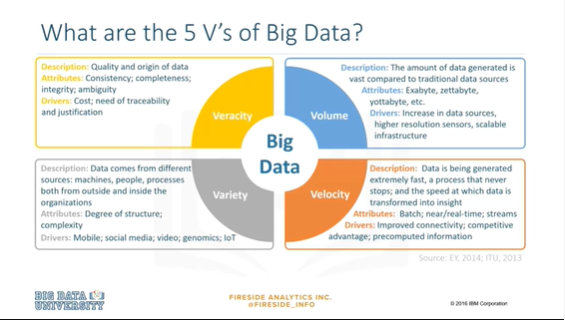 What are the 5 V's of Big Data?
Description: Quality and origin of data
Attributes: Consistency; completeness;
integrity; ambiguity
Drivers: Cost; need of traceability
and justification
Veracity
Description: The amount of data generated is
vast compared to traditional data sources
Attributes: Exabyte, zettabyte,
yottabyte, etc.
Drivers: Increase in data sources,
higher resolution sensors, scalable
infrastructure
Volume
Big
Data
Description: Data comes from different
sources: machines, people, processes
both from outside and inside the
organizations
Attributes: Degree of structure;
complexity
Drivers: Mobile; social media; video; genomics; IoT
Variety
Description: Data is being generated
extremely fast, a process that never
stops; and the speed at which data is
transformed into insight
Attributes: Batch; near/real-time; streams
Drivers: Improved connectivity; competitive
advantage; precomputed information
Velocity
Source: EY, 2014; ITU, 2013
BIG DATA
UNIVERSITY
FIRESIDE ANALYTICS INC.
@FIRESIDE_INFO
© 2016 IBM Corporation